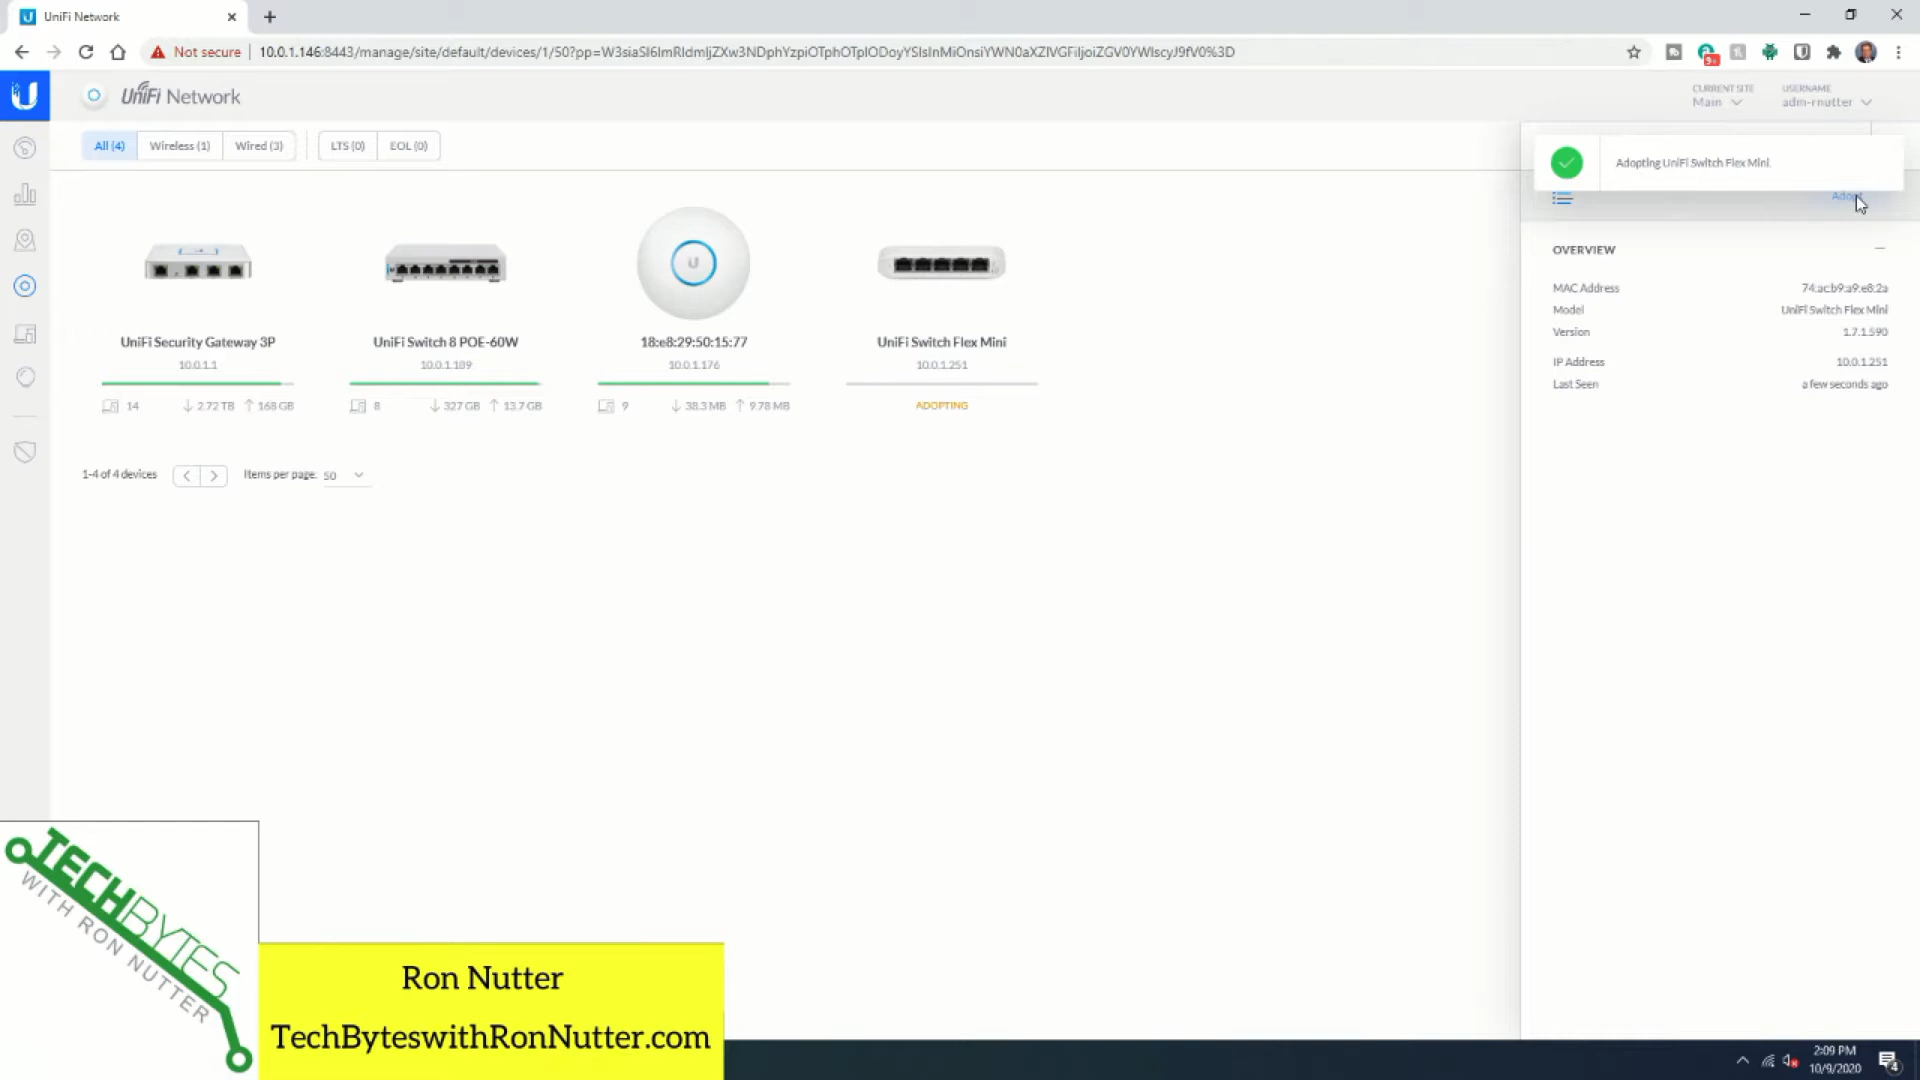 UniFi Network
Not secure
10.0.1.146:8443/manage/site/default/devices/1/50?pp=W3siaSI6ImRldmljZXw3NDphYzpiOTphOTplODoyYSIsInMiOnsiYWN0aXZlVGFiIjoiZGV0YWlscyJ9fV0%3D
9+
UniFi Network
CURRENT SITE
Main
USERNAME
adm-rnutter
All (4)
Wireless (1)
Wired (3)
LTS (0)
EOL (0)
Adopting UniFi Switch Flex Mini.
OVERVIEW
MAC Address
74:ac:b9:a9:e8:2a
Model
UniFi Switch Flex Mini
Version
1.7.1.590
IP Address
10.0.1.251
Last Seen
a few seconds ago
U
UniFi Security Gateway 3P
10.0.1.1
14
2.72 TB
168 GB
UniFi Switch 8 POE-60W
10.0.1.189
8
327 GB
13.7 GB
18:e8:29:50:15:77
10.0.1.176
9
38.3 MB
9.78 MB
UniFi Switch Flex Mini
10.0.1.251
ADOPTING
1-4 of 4 devices
Items per page:
50
TECHBYTES
WITH RON NUTTER
Ron Nutter
TechByteswithRonNutter.com
2:09 PM
10/9/2020
4